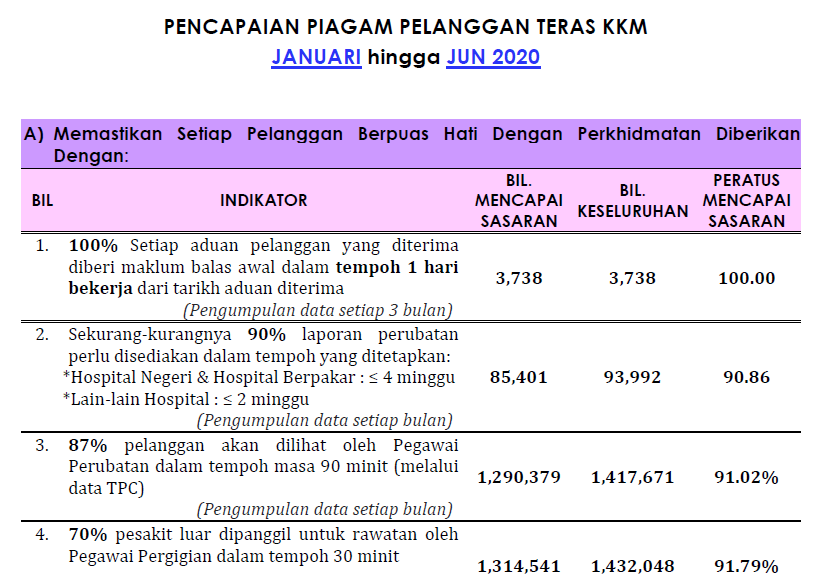 PENCAPAIAN PIAGAM PELANGGAN TERAS KKM
JANUARI hingga JUN 2020
A) Memastikan Setiap Pelanggan Berpuas Hati Dengan Perkhidmatan Diberikan
Dengan:
BIL
INDIKATOR
BIL.
MENCAPAI
SASARAN
BIL.
KESELURUHAN
PERATUS
MENCAPAI
SASARAN
1. 100% Setiap aduan pelanggan yang diterima
diberi maklum balas awal dalam tempoh 1 hari
bekerja dari tarikh aduan diterima
(Pengumpulan data setiap 3 bulan)
3,738 3,738 100.00
2. Sekurang-kurangnya 90% laporan perubatan
perlu disediakan dalam tempoh yang ditetapkan:
*Hospital Negeri & Hospital Berpakar : ≤ 4 minggu
*Lain-lain Hospital : ≤ 2 minggu
(Pengumpulan data setiap bulan)
85,401 93,992 90.86
3. 87% pelanggan akan dilihat oleh Pegawai
Perubatan dalam tempoh masa 90 minit (melalui
data TPC)
(Pengumpulan data setiap bulan)
1,290,379 1,417,671 91.02%
4. 70% pesakit luar dipanggil untuk rawatan oleh
Pegawai Pergigian dalam tempoh 30 minit
1,314,541 1,432,048 91.79%